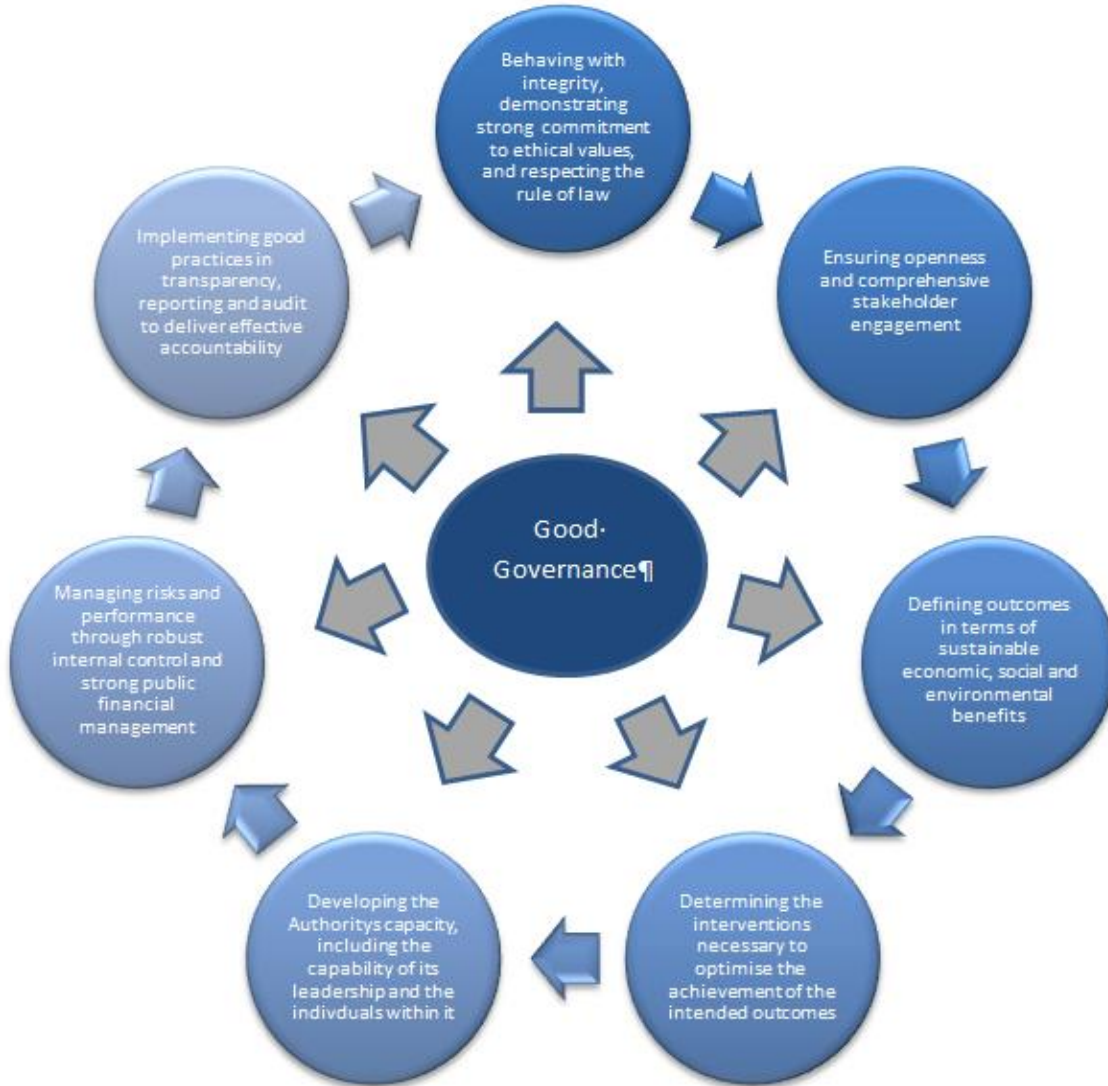 Behaving with
integrity,
demonstrating
strong commitment
to ethical values,
and respecting the
rule of law
Ensuring openness
and comprehensive
stakeholder
engagement
Defining outcomes
in terms of
sustainable
economic, social and
environmental
benefits
Determining the
interventions
necessary to
optimise the
achievement of the
intended outcomes
Developing the
Authoritys capacity,
including the
capability of its
leadership and the
indivduals within it
Managing risks and
performance
through robust
internal control and
strong public
financial
management
Implementing good
practices in
transparency,
reporting and audit
to deliver effective
accountability
Good·
Governance¶